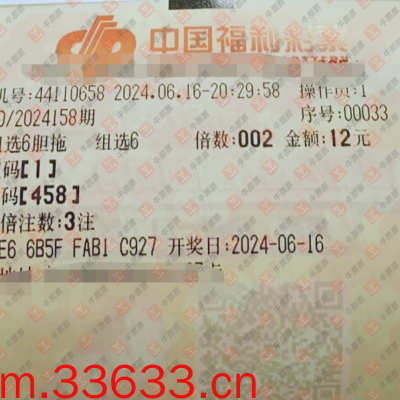 中国福利彩票
机号:44110658 2024.06.16-20:29:58 操作员:1
D/2024158期 序号:00033
组选6胆拖 组选6 倍数:002 金额:12元
码[1]
码[458]
倍注数:3注
E6 6B5F FAB1 C927 开奖日:2024-06-16
m.33633.cn